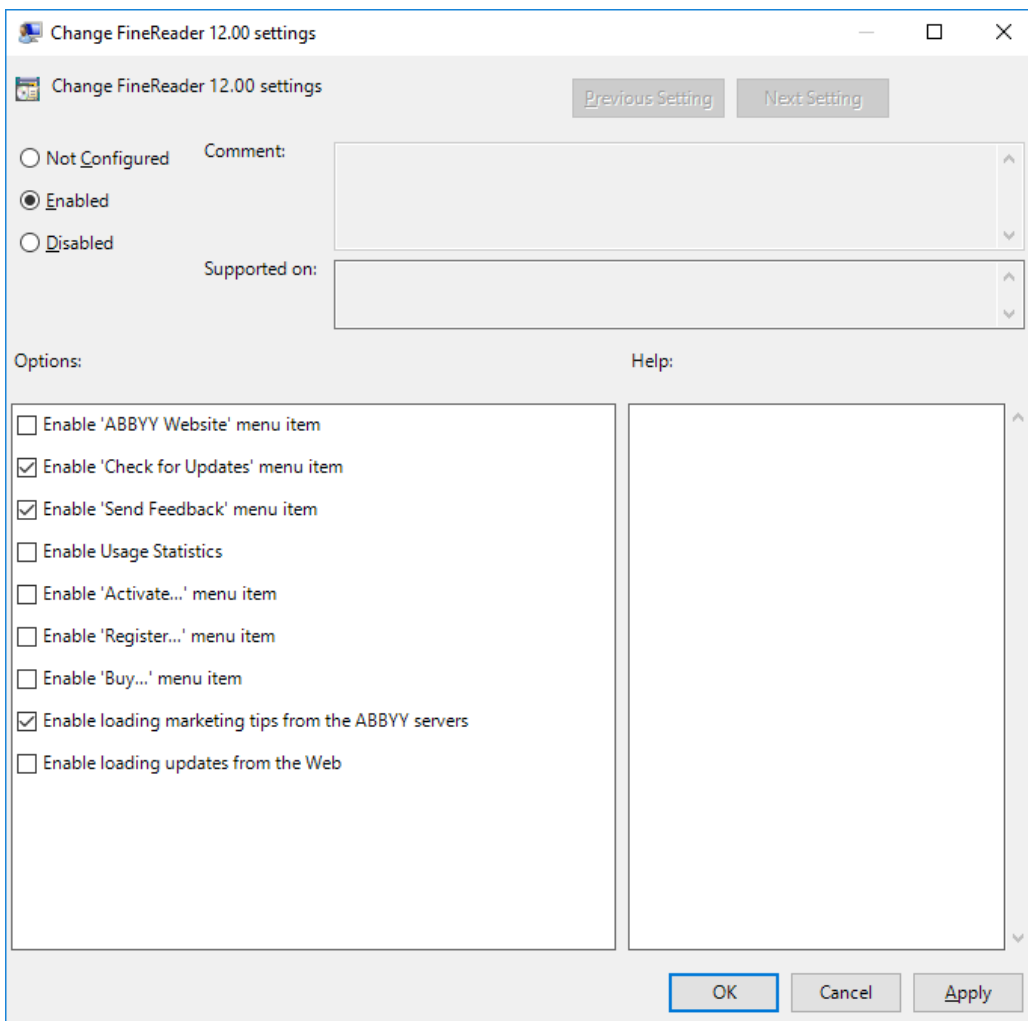 Change FineReader 12.00 settings
Change FineReader 12.00 settings
Previous Setting
Next Setting
Not Configured
Comment:
Enabled
Disabled
Supported on:
Options:
Help:
Enable 'ABBYY Website' menu item
Enable 'Check for Updates' menu item
Enable 'Send Feedback' menu item
Enable Usage Statistics
Enable 'Activate...' menu item
Enable 'Register...' menu item
Enable 'Buy...' menu item
Enable loading marketing tips from the ABBYY servers
Enable loading updates from the Web
OK
Cancel
Apply